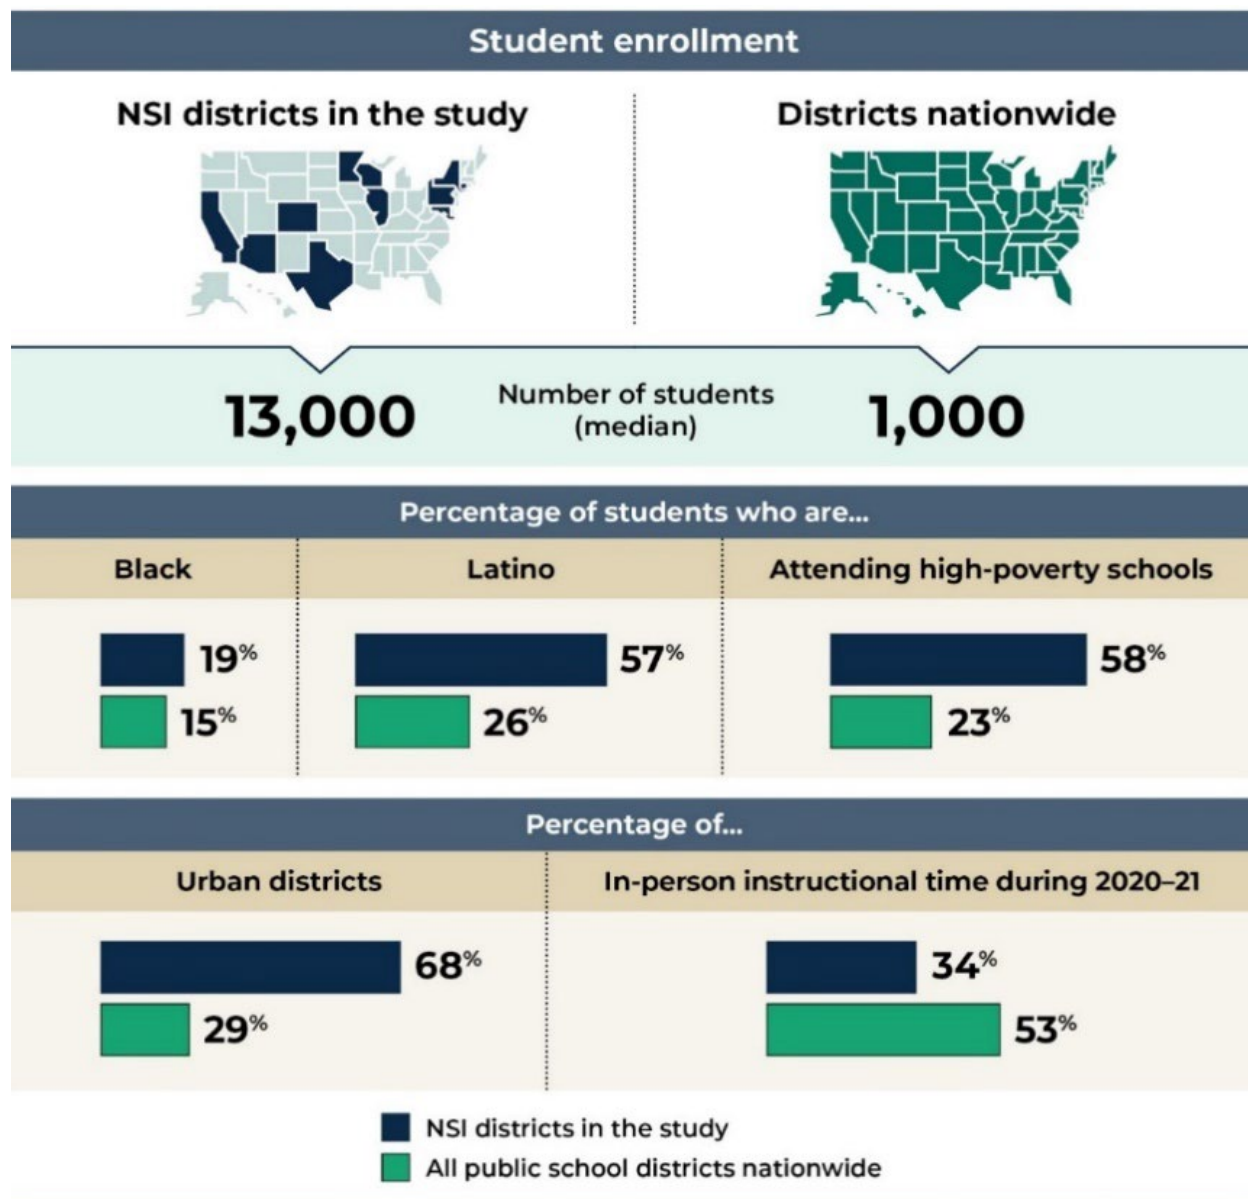 Student enrollment
NSI districts in the study
Districts nationwide
13,000
Number of students
(median)
1,000
Percentage of students who are...
Black
Latino
Attending high-poverty schools
19%
15%
57%
26%
58%
23%
Percentage of...
Urban districts
In-person instructional time during 2020–21
68%
29%
34%
53%
NSI districts in the study
All public school districts nationwide